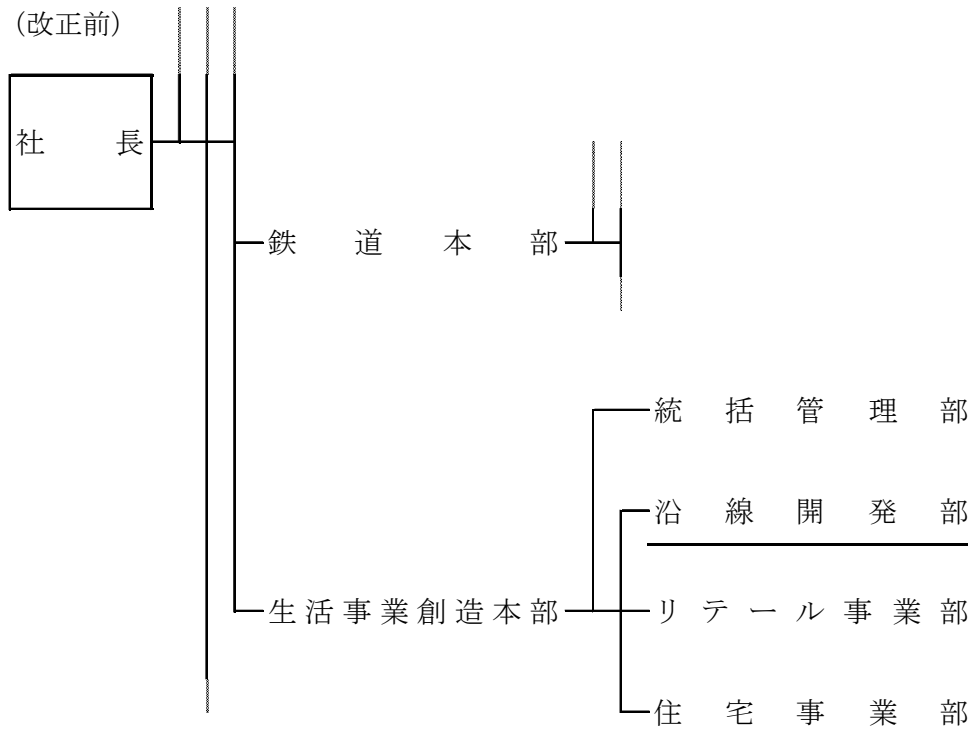 (改正前)
社長
鉄道本部
統括管理部
沿線開発部
生活事業創造本部
リテール事業部
住宅事業部